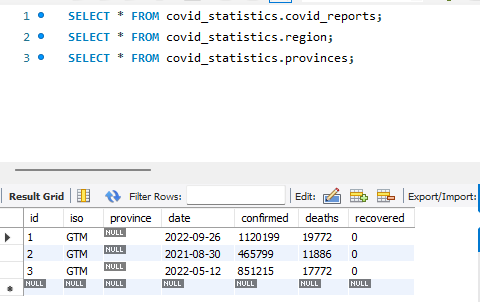 1 SELECT * FROM covid_statistics.covid_reports;
2 SELECT * FROM covid_statistics.region;
3 SELECT * FROM covid_statistics.provinces;
Result Grid Filter Rows: Edit: Export/Import:
id iso province date confirmed deaths recovered
1 GTM NULL 2022-09-26 1120199 19772 0
2 GTM NULL 2021-08-30 465799 11886 0
3 GTM NULL 2022-05-12 851215 17772 0
NULL NULL NULL NULL NULL NULL NULL